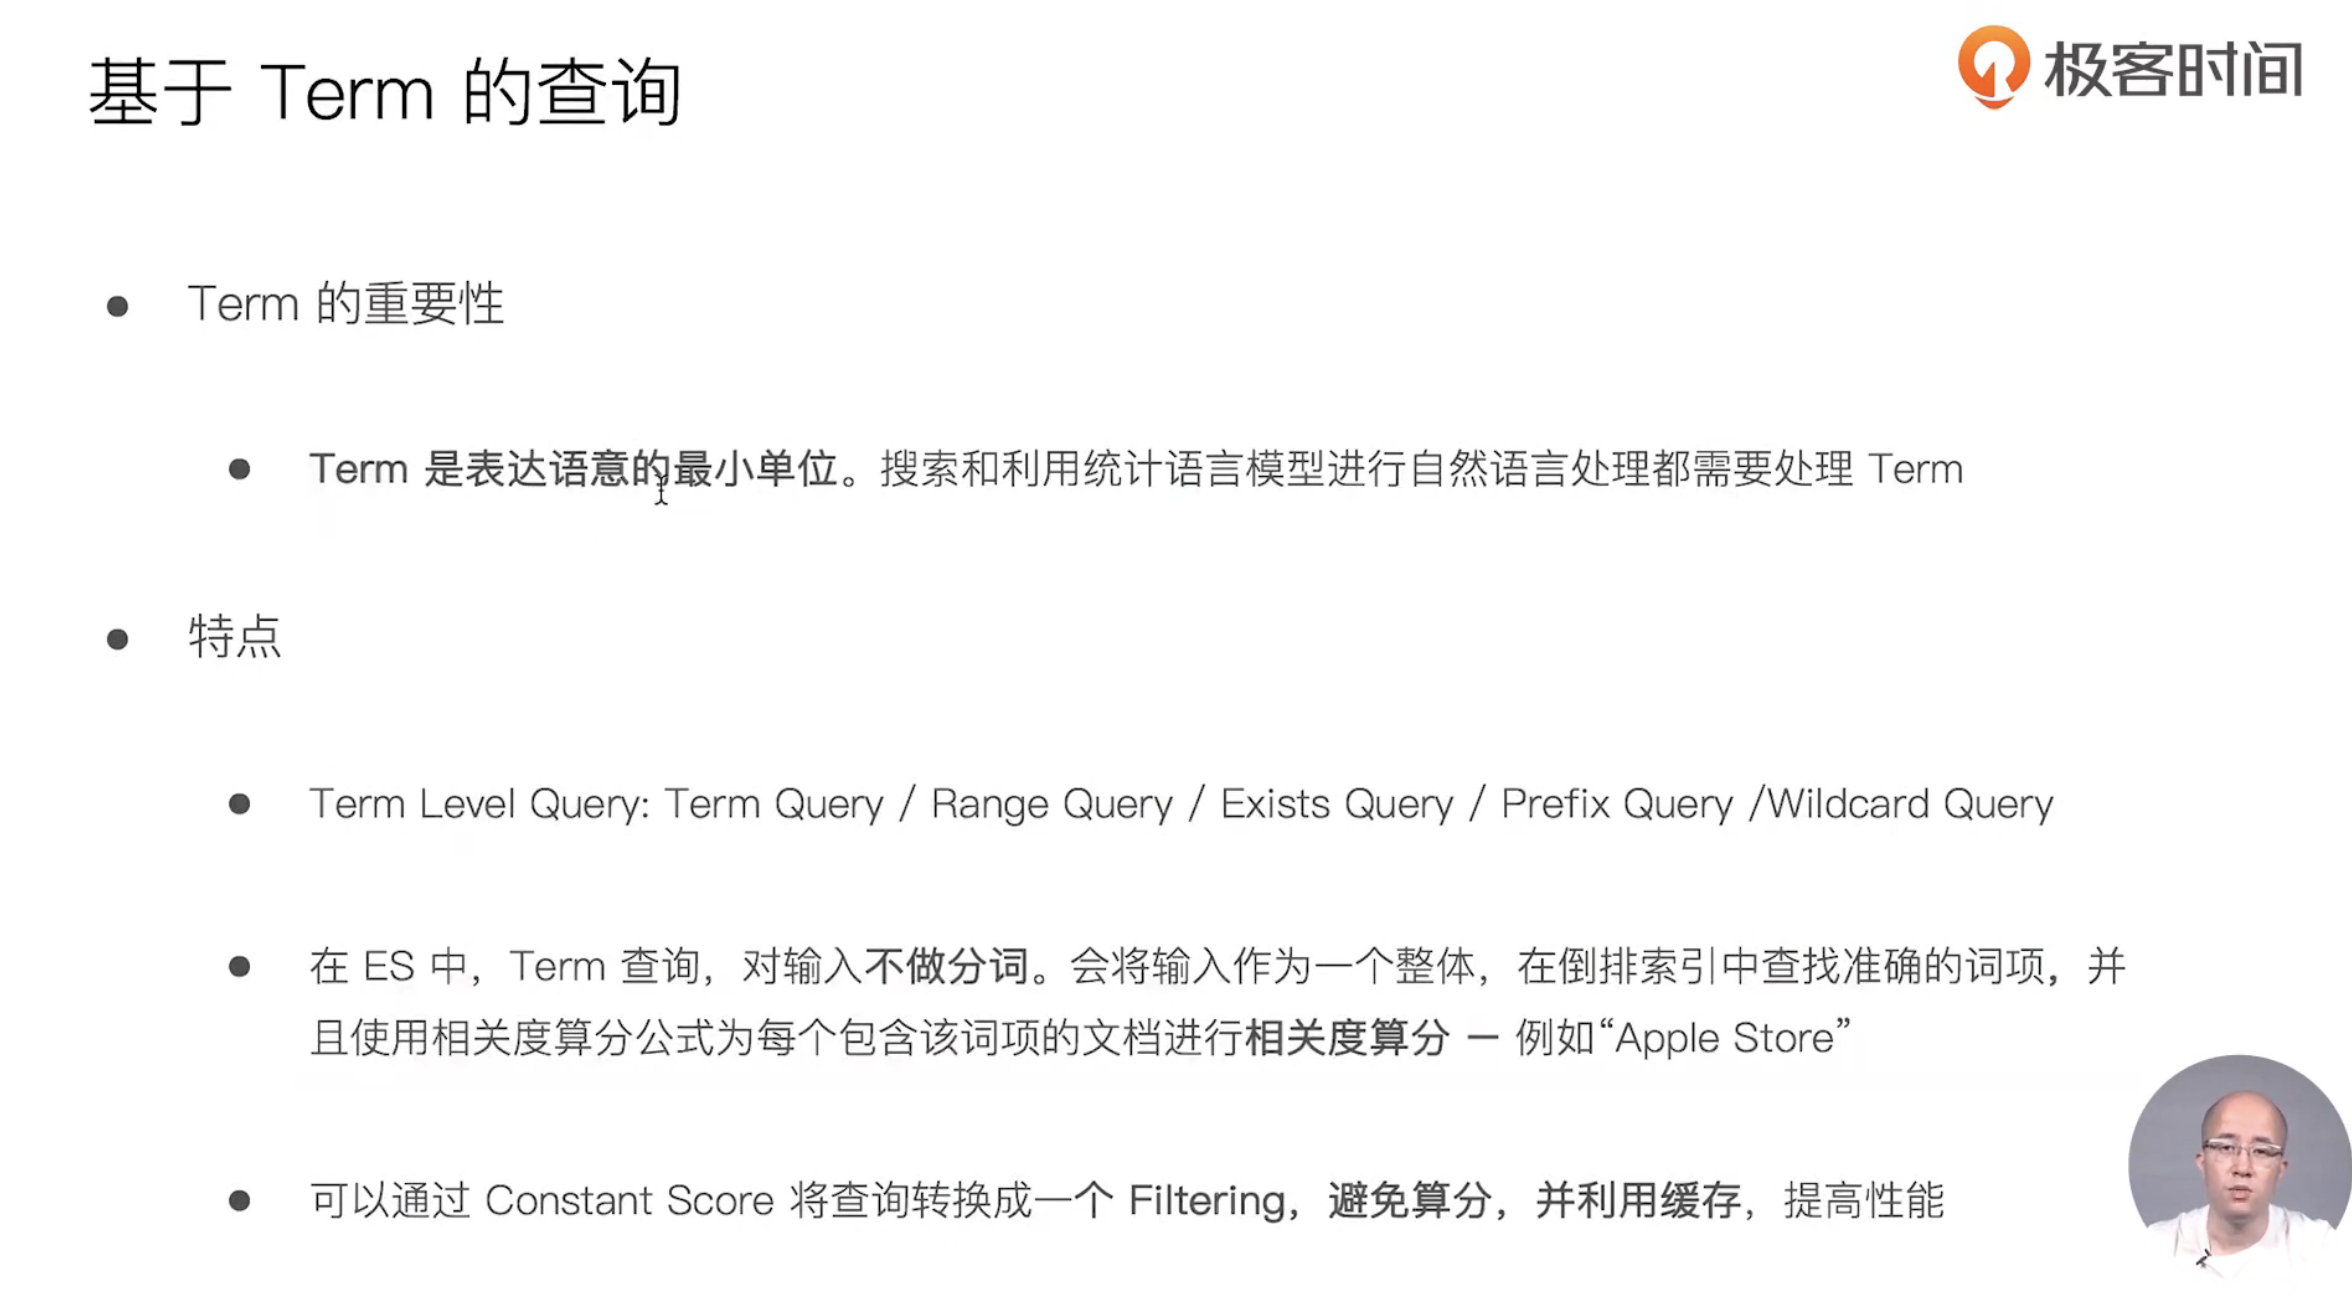 基于 Term 的查询
极客时间
Term 的重要性
Term 是表达语意的最小单位。搜索和利用统计语言模型进行自然语言处理都需要处理 Term
特点
Term Level Query: Term Query / Range Query / Exists Query / Prefix Query /Wildcard Query
在 ES 中，Term 查询，对输入不做分词。会将输入作为一个整体，在倒排索引中查找准确的词项，并
且使用相关度算分公式为每个包含该词项的文档进行相关度算分 — 例如“Apple Store”
可以通过 Constant Score 将查询转换成一个 Filtering，避免算分，并利用缓存，提高性能